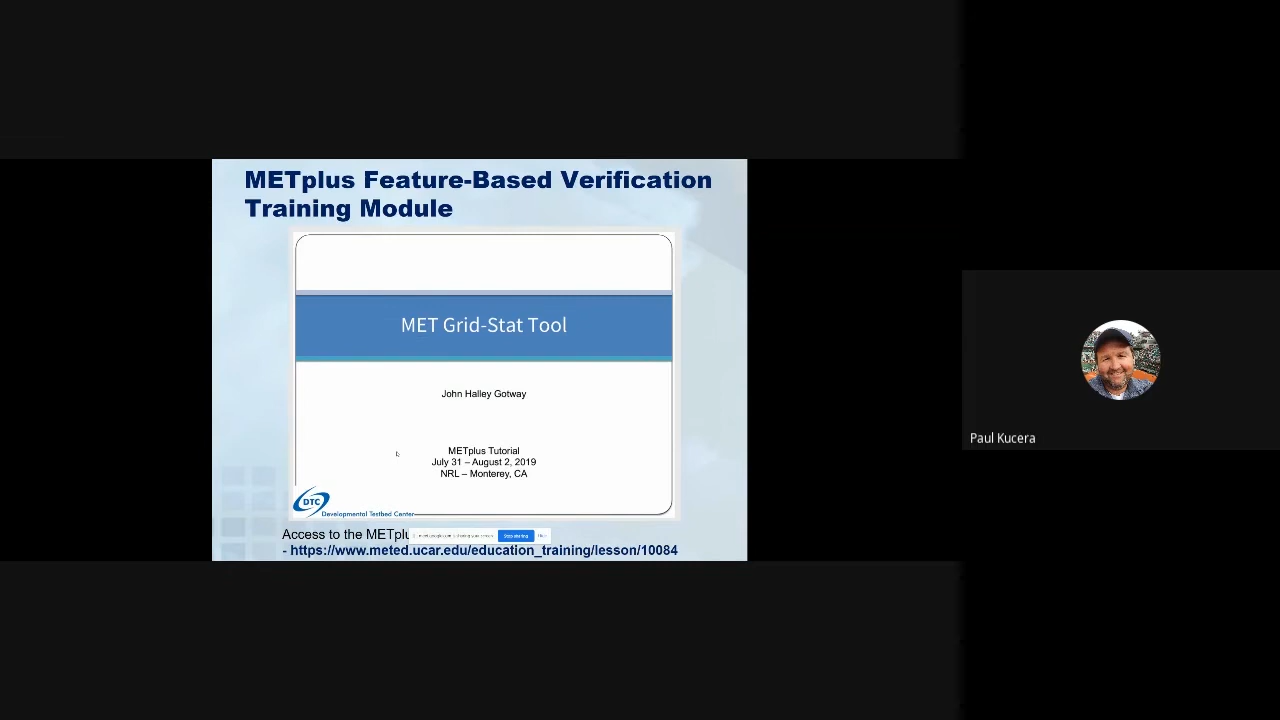 METplus Feature-Based Verification
Training Module
MET Grid-Stat Tool
John Halley Gotway
METplus Tutorial
July 31 – August 2, 2019
NRL – Monterey, CA
DTC
Developmental Testbed Center
Access to the METplu
Stop sharing
- https://www.meted.ucar.edu/education_training/lesson/10084
Paul Kucera